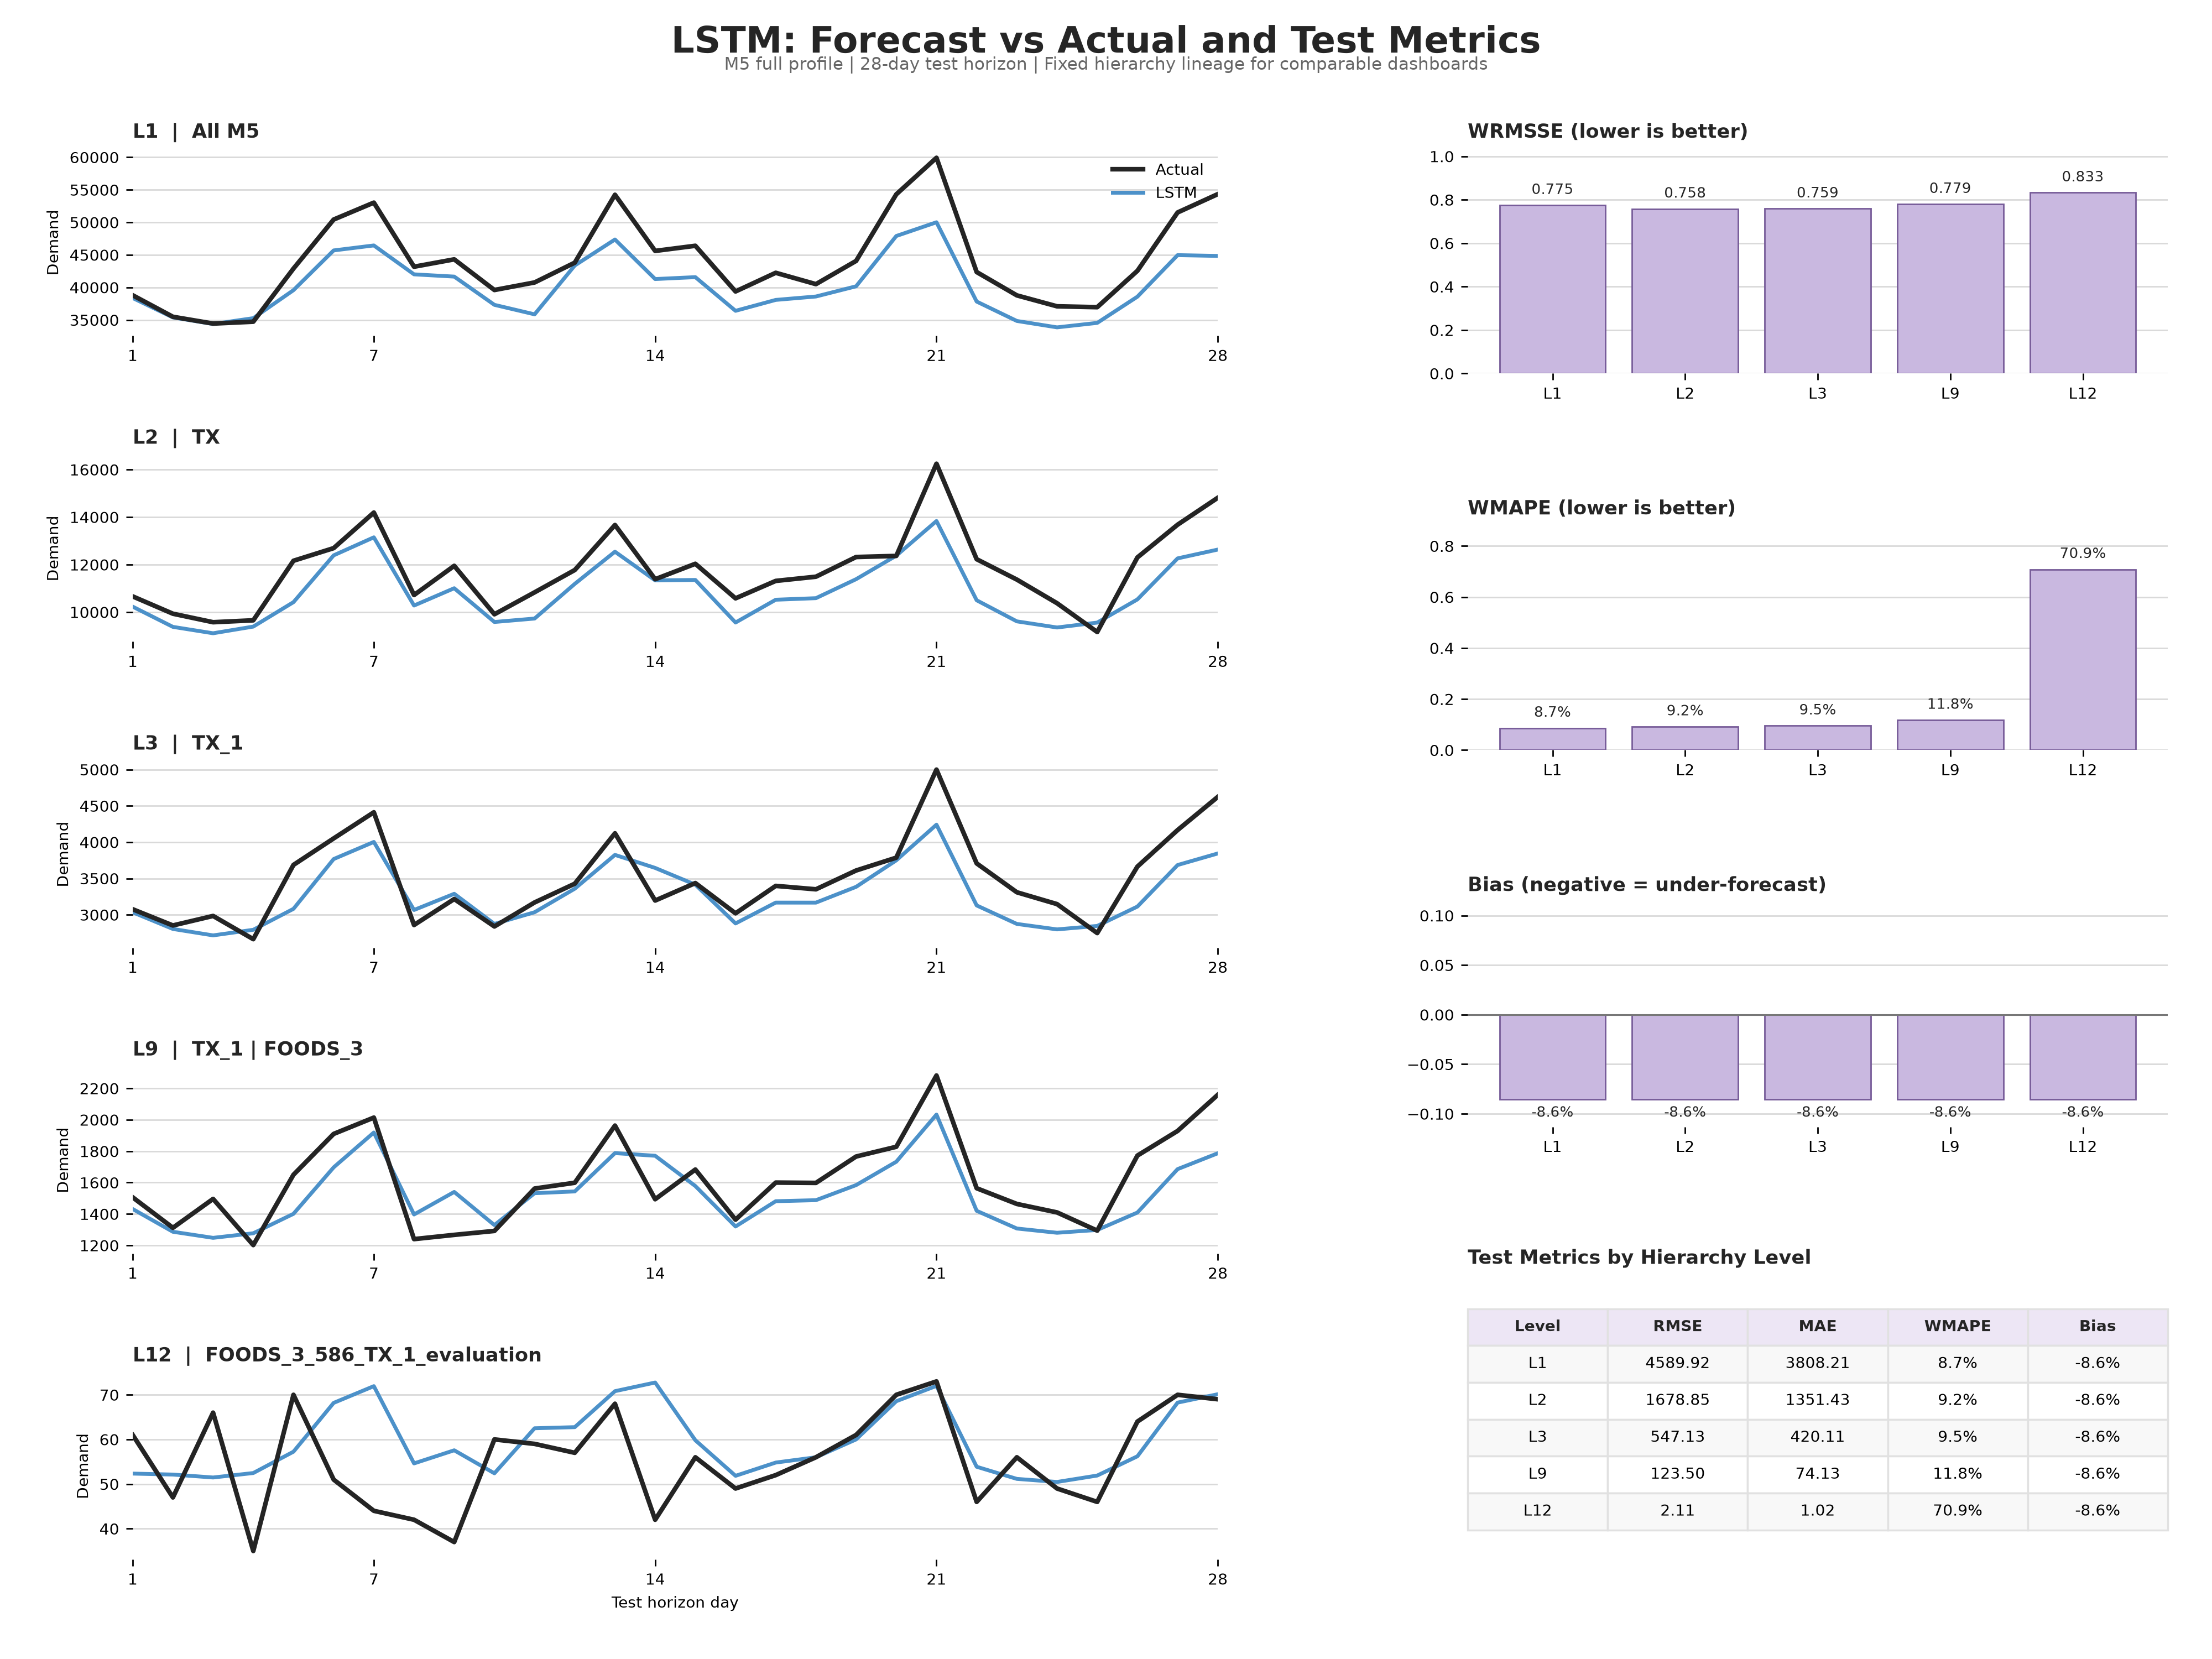 LSTM: Forecast vs Actual and Test Metrics
M5 full profile | 28-day test horizon | Fixed hierarchy lineage for comparable dashboards
L1 | All M5
60000
55000
50000
45000
40000
35000
Demand
Actual
LSTM
1 7 14 21 28
L2 | TX
16000
14000
12000
10000
Demand
1 7 14 21 28
L3 | TX_1
5000
4500
4000
3500
3000
Demand
1 7 14 21 28
L9 | TX_1 | FOODS_3
2200
2000
1800
1600
1400
1200
Demand
1 7 14 21 28
L12 | FOODS_3_586_TX_1_evaluation
70
60
50
40
Demand
1 7 14 21 28
Test horizon day
WRMSSE (lower is better)
1.0
0.8
0.6
0.4
0.2
0.0
0.775 0.758 0.759 0.779 0.833
L1 L2 L3 L9 L12
WMAPE (lower is better)
0.8
0.6
0.4
0.2
0.0
8.7% 9.2% 9.5% 11.8% 70.9%
L1 L2 L3 L9 L12
Bias (negative = under-forecast)
0.10
0.05
0.00
−0.05
−0.10
-8.6% -8.6% -8.6% -8.6% -8.6%
L1 L2 L3 L9 L12
Test Metrics by Hierarchy Level
Level RMSE MAE WMAPE Bias
L1 4589.92 3808.21 8.7% -8.6%
L2 1678.85 1351.43 9.2% -8.6%
L3 547.13 420.11 9.5% -8.6%
L9 123.50 74.13 11.8% -8.6%
L12 2.11 1.02 70.9% -8.6%